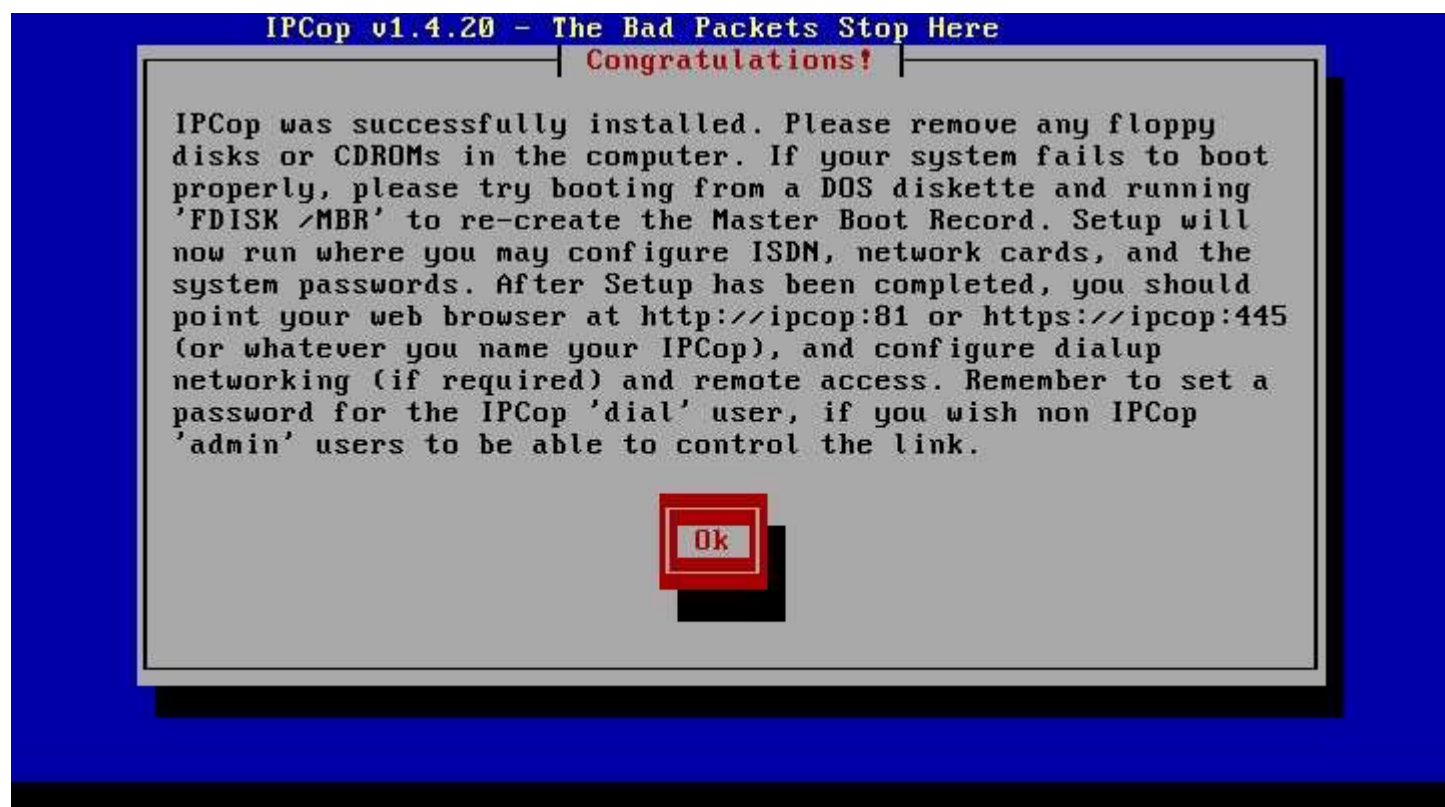 IPCop v1.4.20 - The Bad Packets Stop Here
Congratulations!
IPCop was successfully installed. Please remove any floppy
disks or CDROMs in the computer. If your system fails to boot
properly, please try booting from a DOS diskette and running
'FDISK /MBR' to re-create the Master Boot Record. Setup will
now run where you may configure ISDN, network cards, and the
system passwords. After Setup has been completed, you should
point your web browser at http://ipcop:81 or https://ipcop:445
(or whatever you name your IPCop), and configure dialup
networking (if required) and remote access. Remember to set a
password for the IPCop 'dial' user, if you wish non IPCop
'admin' users to be able to control the link.
Ok